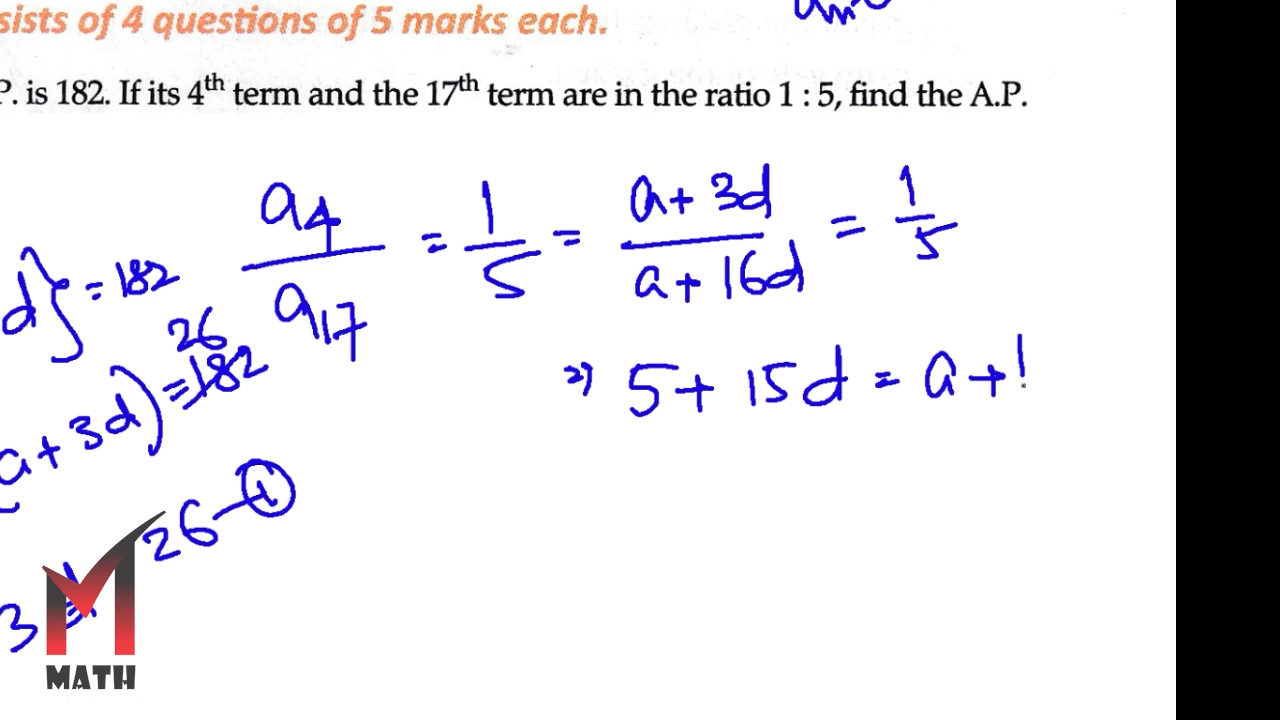 sists of 4 questions of 5 marks each.
P. is 182. If its 4th term and the 17th term are in the ratio 1 : 5, find the A.P.
a4/a17 = 1/5 = (a + 3d)/(a + 16d) = 1/5
d} = 182
26
a + 3d) = 182
⇒ 5 + 15d = a + 1
26 — ①
3
MATH